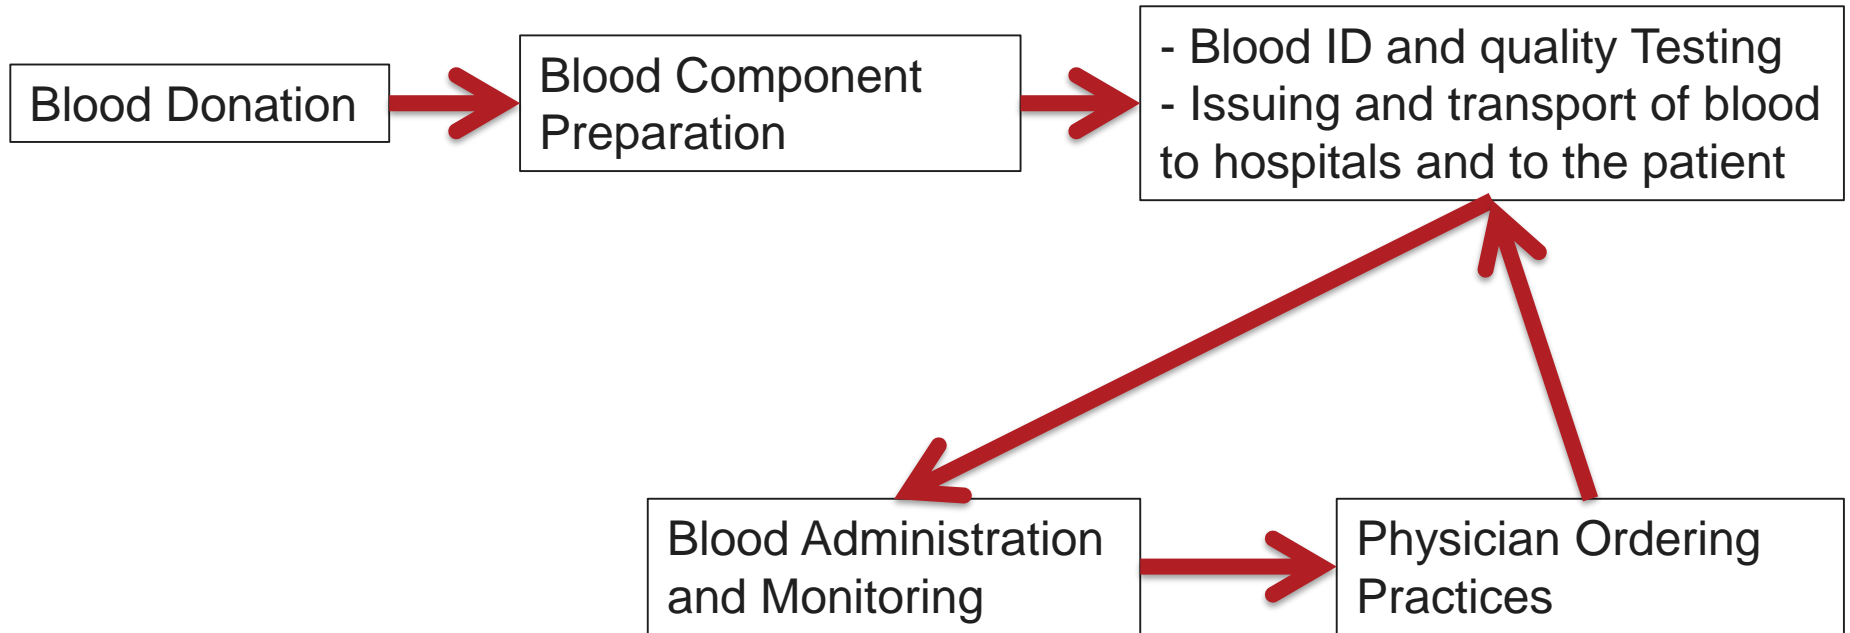 Blood Donation
Blood Component
Preparation
- Blood ID and quality Testing
- Issuing and transport of blood
to hospitals and to the patient
Blood Administration
and Monitoring
Physician Ordering
Practices